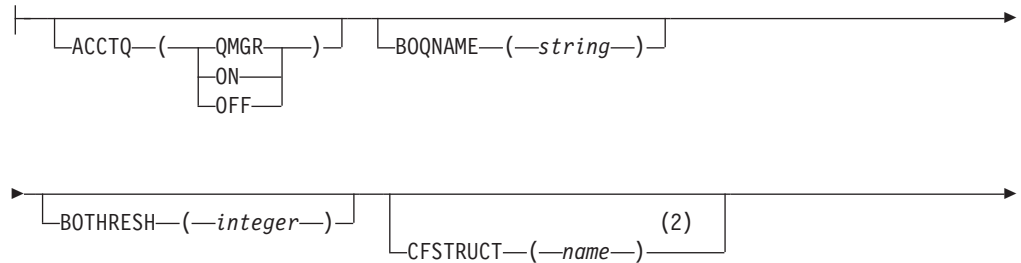 ACCTQ ( QMGR ) BOQNAME ( string )
ON
OFF
BOTHRESH ( integer ) (2)
CFSTRUCT ( name )